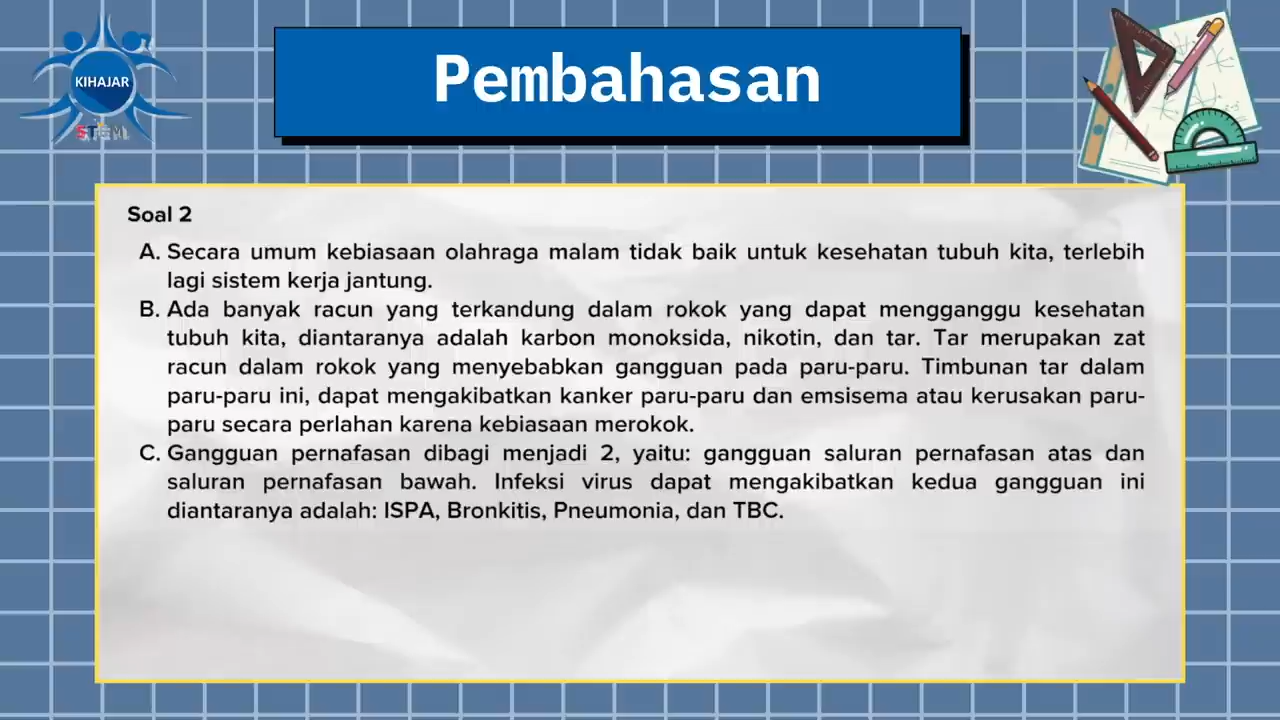 KIHAJAR
STEM
Pembahasan
Soal 2
A. Secara umum kebiasaan olahraga malam tidak baik untuk kesehatan tubuh kita, terlebih
lagi sistem kerja jantung.
B. Ada banyak racun yang terkandung dalam rokok yang dapat mengganggu kesehatan
tubuh kita, diantaranya adalah karbon monoksida, nikotin, dan tar. Tar merupakan zat
racun dalam rokok yang menyebabkan gangguan pada paru-paru. Timbunan tar dalam
paru-paru ini, dapat mengakibatkan kanker paru-paru dan emsisema atau kerusakan paru-
paru secara perlahan karena kebiasaan merokok.
C. Gangguan pernafasan dibagi menjadi 2, yaitu: gangguan saluran pernafasan atas dan
saluran pernafasan bawah. Infeksi virus dapat mengakibatkan kedua gangguan ini
diantaranya adalah: ISPA, Bronkitis, Pneumonia, dan TBC.